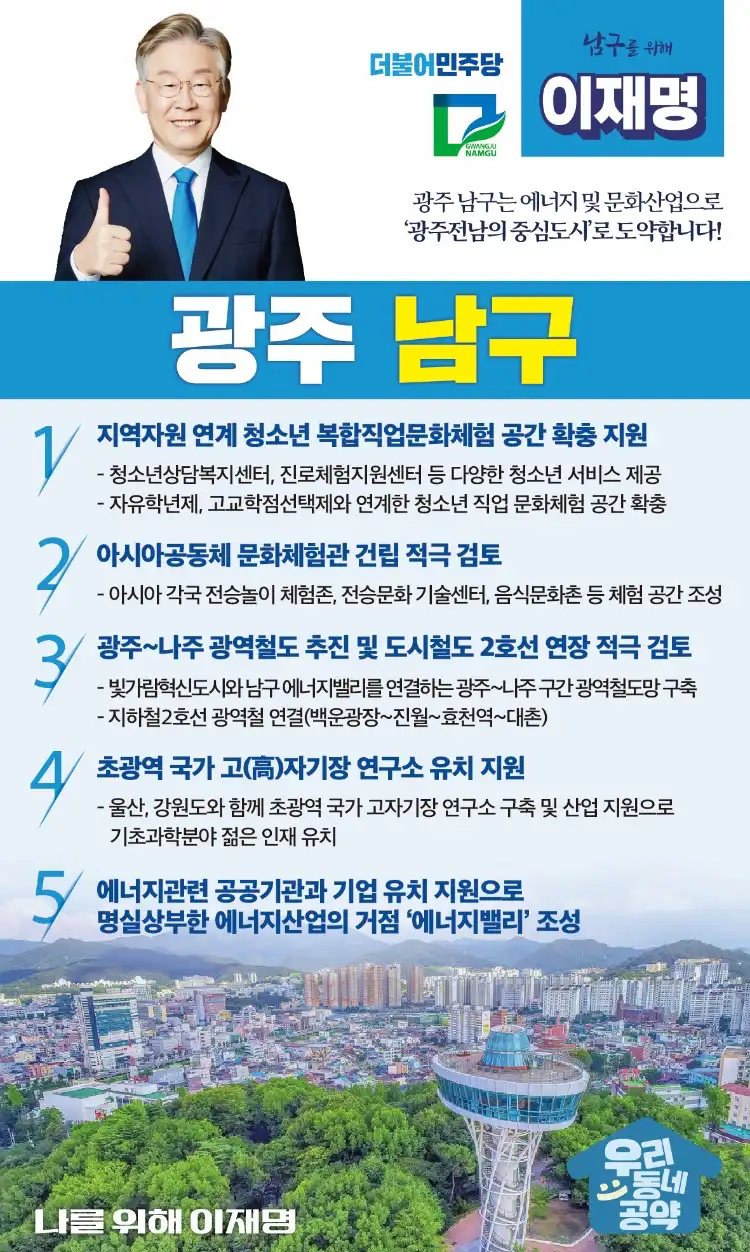 더불어민주당
GWANGJU
NAMGU
남구를 위해
이재명
광주 남구는 에너지 및 문화산업으로
‘광주전남의 중심도시’로 도약합니다!
광주 남구
1 지역자원 연계 청소년 복합직업문화체험 공간 확충 지원
- 청소년상담복지센터, 진로체험지원센터 등 다양한 청소년 서비스 제공
- 자유학년제, 고교학점선택제와 연계한 청소년 직업 문화체험 공간 확충
2 아시아공동체 문화체험관 건립 적극 검토
- 아시아 각국 전승놀이 체험존, 전승문화 기술센터, 음식문화촌 등 체험 공간 조성
3 광주~나주 광역철도 추진 및 도시철도 2호선 연장 적극 검토
- 빛가람혁신도시와 남구 에너지밸리를 연결하는 광주~나주 구간 광역철도망 구축
- 지하철2호선 광역철 연결(백운광장~진월~효천역~대촌)
4 초광역 국가 고(高)자기장 연구소 유치 지원
- 울산, 강원도와 함께 초광역 국가 고자기장 연구소 구축 및 산업 지원으로
기초과학분야 젊은 인재 유치
5 에너지관련 공공기관과 기업 유치 지원으로
명실상부한 에너지산업의 거점 ‘에너지밸리’ 조성
나를 위해 이재명
우리
동네
공약